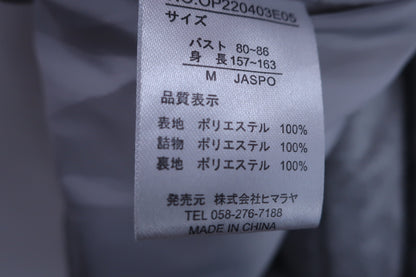 NO.OP220403E05
サイズ
バスト 80~86
身 長 157~163
M JASPO
品質表示
表地 ポリエステル 100%
詰物 ポリエステル 100%
裏地 ポリエステル 100%
発売元 株式会社ヒマラヤ
TEL 058-276-7188
MADE IN CHINA